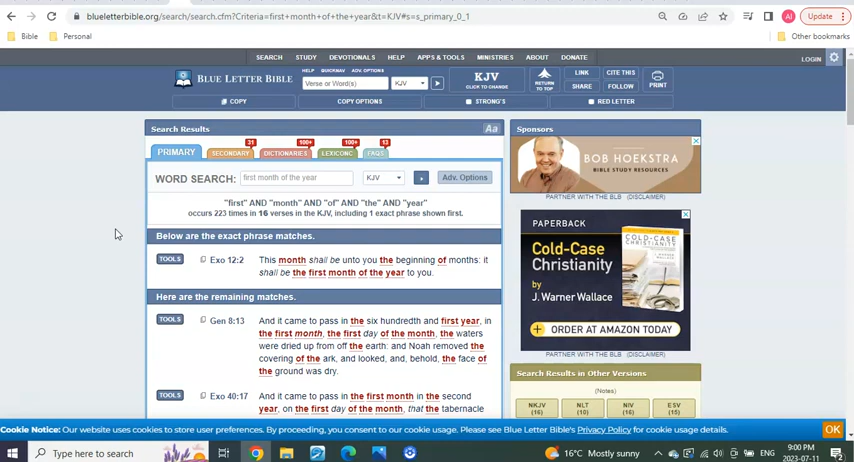 blueletterbible.org/search/search.cfm?Criteria=first+month+of+the+year&t=KJV#s=s_primary_0_1
AI
Update
Bible
Personal
Other bookmarks
SEARCH STUDY DEVOTIONALS HELP APPS & TOOLS MINISTRIES ABOUT DONATE
LOGIN
BLUE LETTER BIBLE
HELP QUICKNAV ADV. OPTIONS
Verse or Word(s)
KJV
KJV
CLICK TO CHANGE
RETURN
TO TOP
LINK
SHARE
CITE THIS
FOLLOW
PRINT
COPY
COPY OPTIONS
STRONG'S
RED LETTER
Search Results
Aa
PRIMARY
SECONDARY 31
DICTIONARIES 100+
LEXICONC 100+
FAQS 13
WORD SEARCH:
first month of the year
KJV
Adv. Options
"first" AND "month" AND "of" AND "the" AND "year"
occurs 223 times in 16 verses in the KJV, including 1 exact phrase shown first.
Below are the exact phrase matches.
TOOLS
Exo 12:2
This month shall be unto you the beginning of months: it
shall be the first month of the year to you.
Here are the remaining matches.
TOOLS
Gen 8:13
And it came to pass in the six hundredth and first year, in
the first month, the first day of the month, the waters
were dried up from off the earth: and Noah removed the
covering of the ark, and looked, and, behold, the face of
the ground was dry.
TOOLS
Exo 40:17
And it came to pass in the first month in the second
year, on the first day of the month, that the tabernacle
Sponsors
BOB HOEKSTRA
BIBLE STUDY RESOURCES
PARTNER WITH THE BLB (DISCLAIMER)
PAPERBACK
Cold-Case
Christianity
by
J. Warner Wallace
ORDER AT AMAZON TODAY
PARTNER WITH THE BLB (DISCLAIMER)
Search Results in Other Versions
(Notes)
NKJV
(16)
NLT
(10)
NIV
(16)
ESV
(15)
Cookie Notice: Our website uses cookies to store user preferences. By proceeding, you consent to our cookie usage. Please see Blue Letter Bible's Privacy Policy for cookie usage details.
OK
Type here to search
16°C Mostly sunny
ENG
9:00 PM
2023-07-11